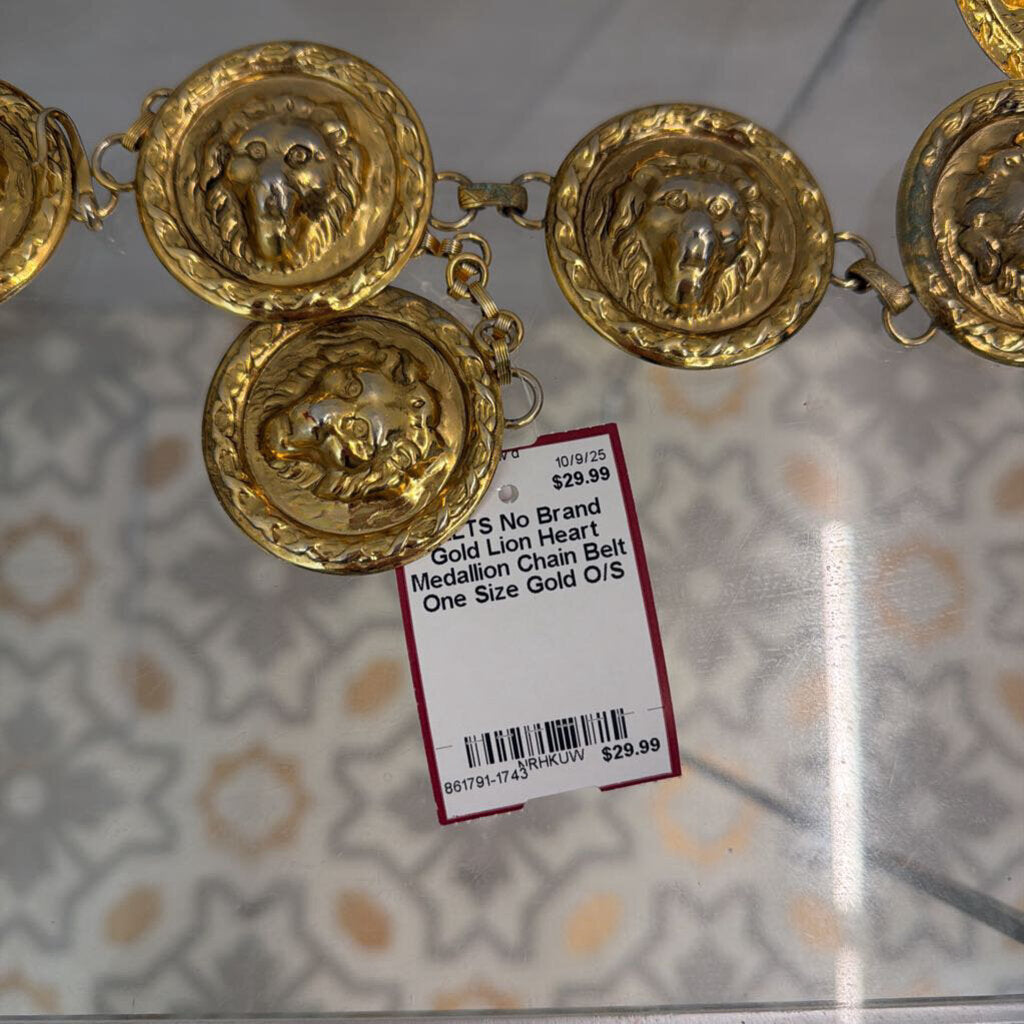 10/9/25
$29.99
LTS No Brand
Gold Lion Heart
Medallion Chain Belt
One Size Gold O/S
NRHKUW $29.99
861791-1743